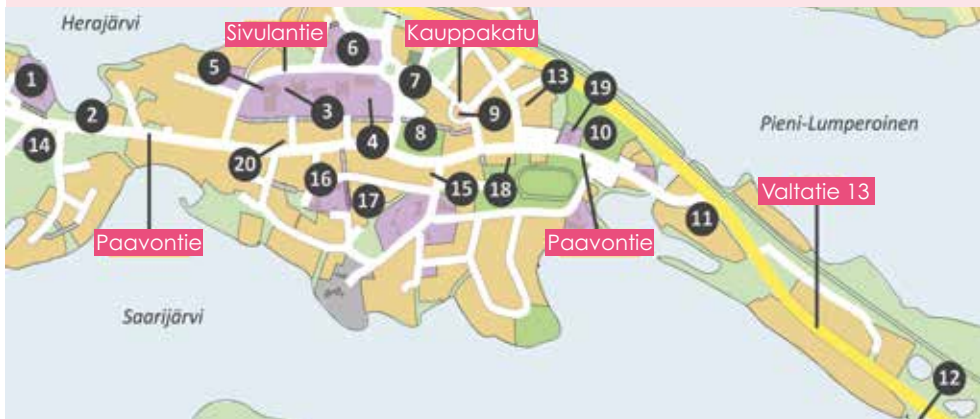 Herajärvi
Sivulantie
Kauppakatu
6
5
7
13
1
19
3
9
2
4
8
10
Pieni-Lumperoinen
14
20
16
15
18
17
Valtatie 13
11
Paavontie
Paavontie
Saarijärvi
12